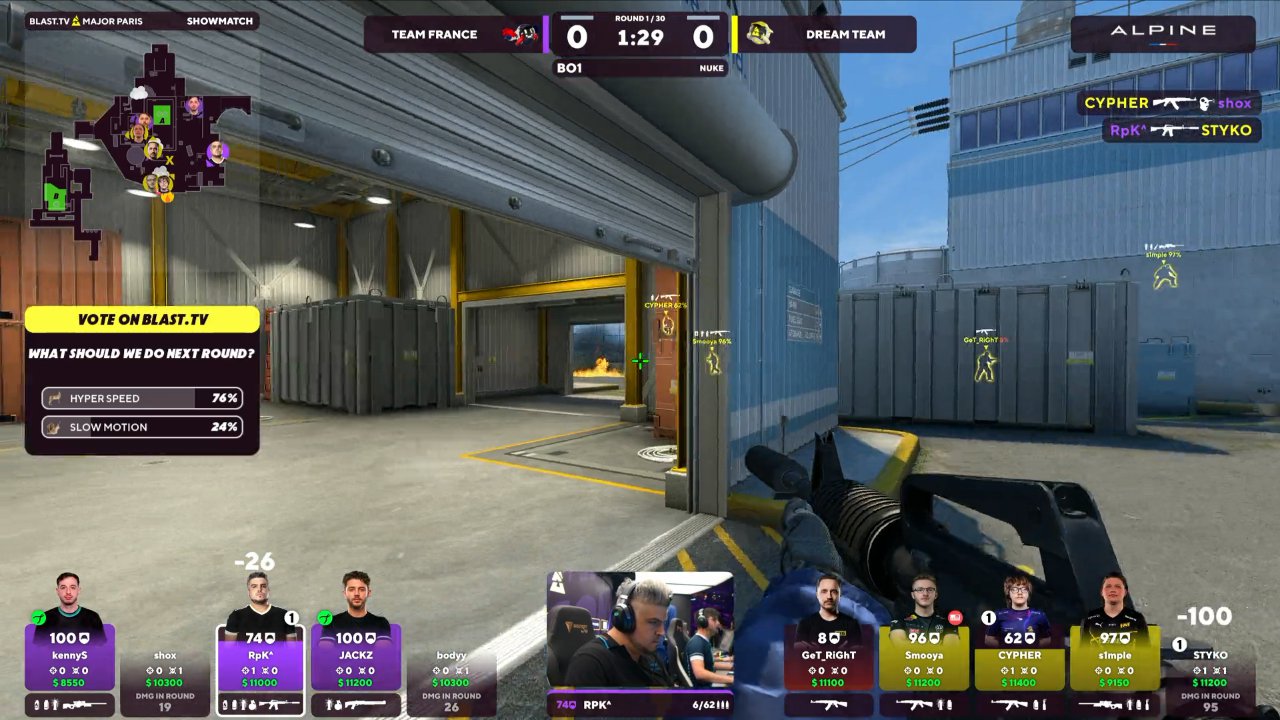 BLAST.TV MAJOR PARIS SHOWMATCH
TEAM FRANCE 0 ROUND 1 / 30 1:29 0 DREAM TEAM
BO1 NUKE
ALPINE
CYPHER shox
RpK^ STYKO
A
X
B
VOTE ON BLAST.TV
WHAT SHOULD WE DO NEXT ROUND?
HYPER SPEED 76%
SLOW MOTION 24%
s1mple 97%
CYPHER 62%
Smooya 96%
GeT_RiGhT 8%
-26
-100
100 kennyS 0 0 $8550
shox 0 1 $10300 DMG IN ROUND 19
1 74 RpK^ 1 0 $11000
100 JACKZ 0 0 $11200
bodyy 0 1 $10300 DMG IN ROUND 26
74 RPK^ 6/62
8 GeT_RiGhT 0 0 $11100
96 Smooya 0 0 $11200
1 62 CYPHER 1 0 $11400
97 s1mple 0 0 $9150
1 STYKO 1 1 $11200 DMG IN ROUND 95